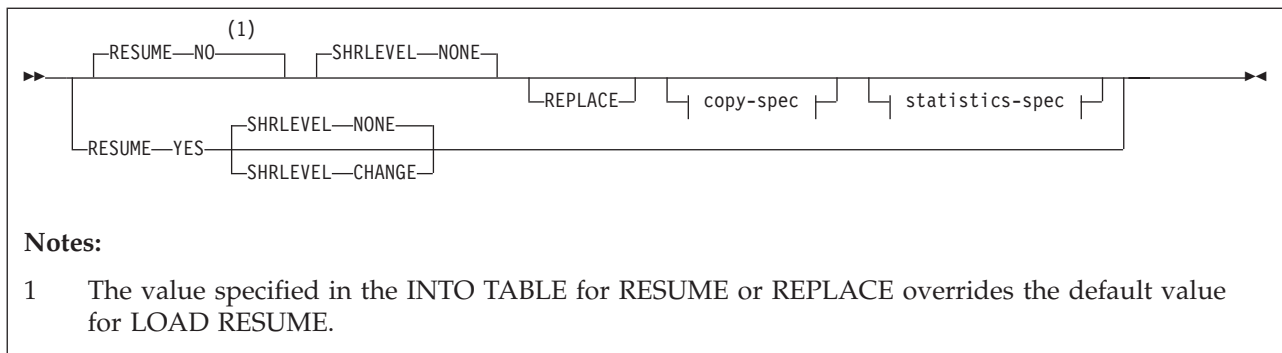 (1)
RESUME NO SHRLEVEL NONE
REPLACE copy-spec statistics-spec
SHRLEVEL NONE
RESUME YES
SHRLEVEL CHANGE
Notes:
1 The value specified in the INTO TABLE for RESUME or REPLACE overrides the default value
for LOAD RESUME.